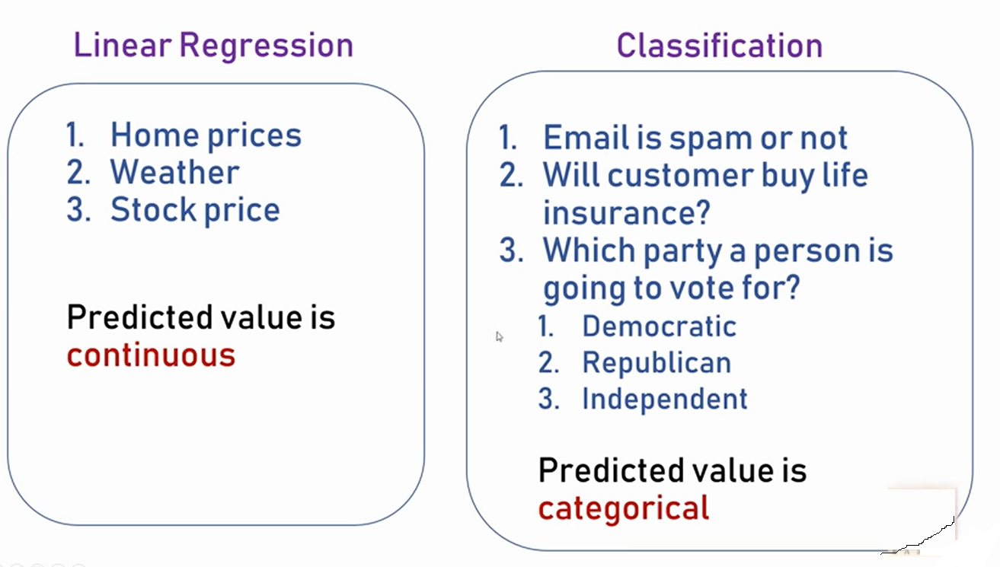 Linear Regression
1. Home prices
2. Weather
3. Stock price
Predicted value is
continuous
Classification
1. Email is spam or not
2. Will customer buy life
insurance?
3. Which party a person is
going to vote for?
1. Democratic
2. Republican
3. Independent
Predicted value is
categorical